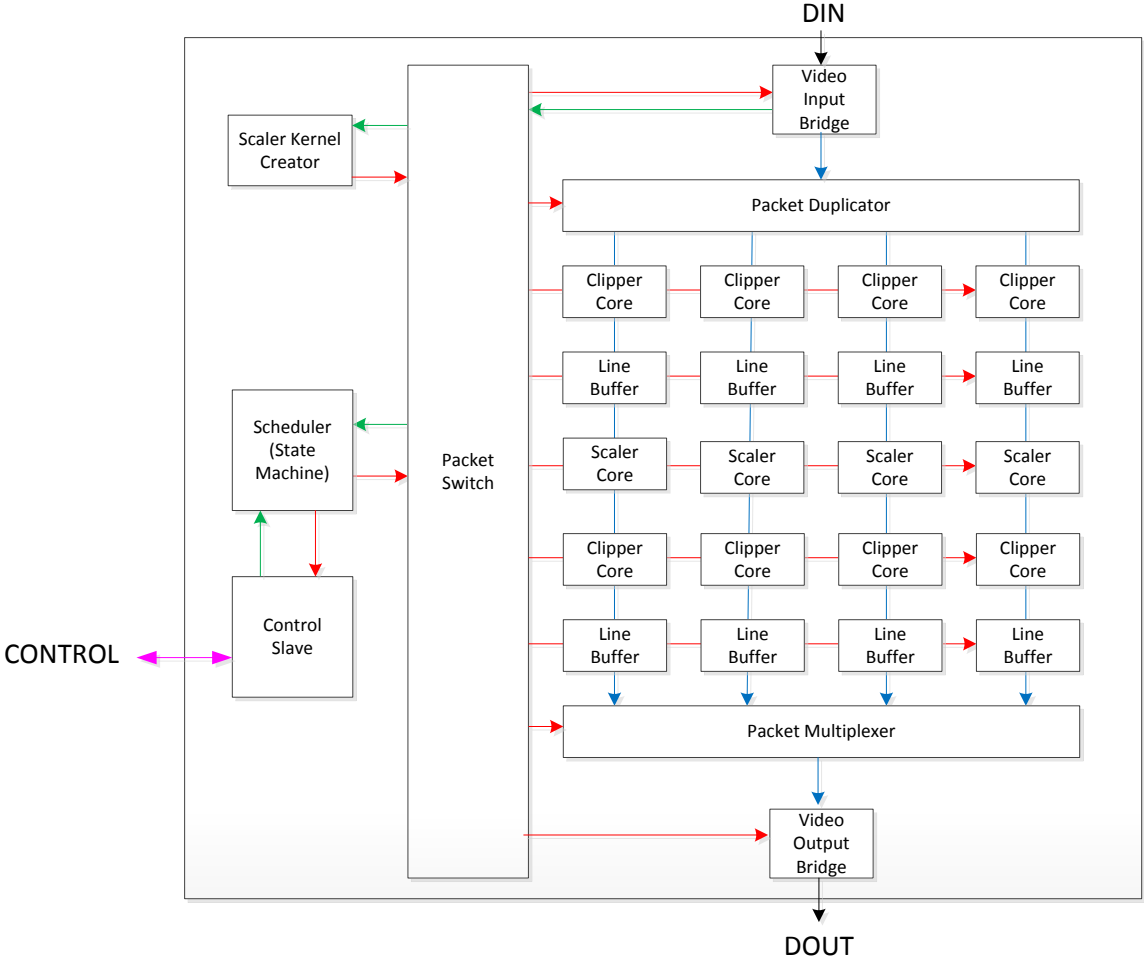 DIN
Video
Input
Bridge
Scaler Kernel
Creator
Packet Duplicator
Clipper
Core
Clipper
Core
Clipper
Core
Clipper
Core
Line
Buffer
Line
Buffer
Line
Buffer
Line
Buffer
Scheduler
(State
Machine)
Packet
Switch
Scaler
Core
Scaler
Core
Scaler
Core
Scaler
Core
Clipper
Core
Clipper
Core
Clipper
Core
Clipper
Core
Control
Slave
CONTROL
Line
Buffer
Line
Buffer
Line
Buffer
Line
Buffer
Packet Multiplexer
Video
Output
Bridge
DOUT